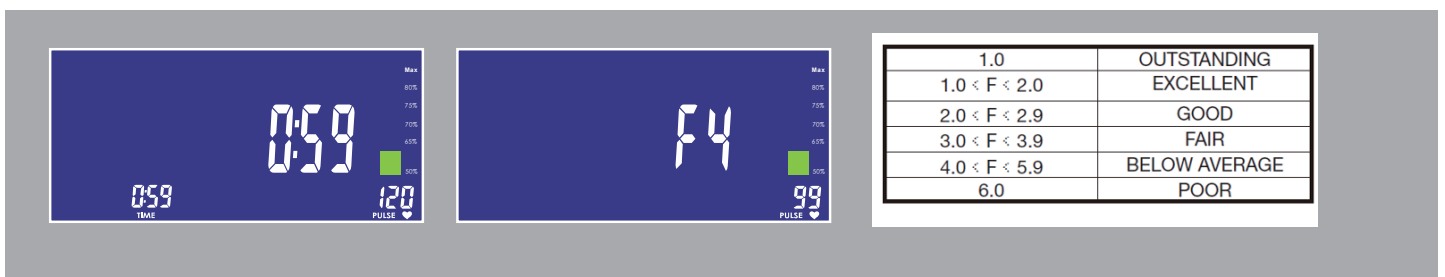 Max
80%
75%
70%
65%
50%
0:59
0:59
TIME
120
PULSE
Max
80%
75%
70%
65%
50%
F4
99
PULSE
1.0 OUTSTANDING
1.0 < F < 2.0 EXCELLENT
2.0 < F < 2.9 GOOD
3.0 < F < 3.9 FAIR
4.0 < F < 5.9 BELOW AVERAGE
6.0 POOR